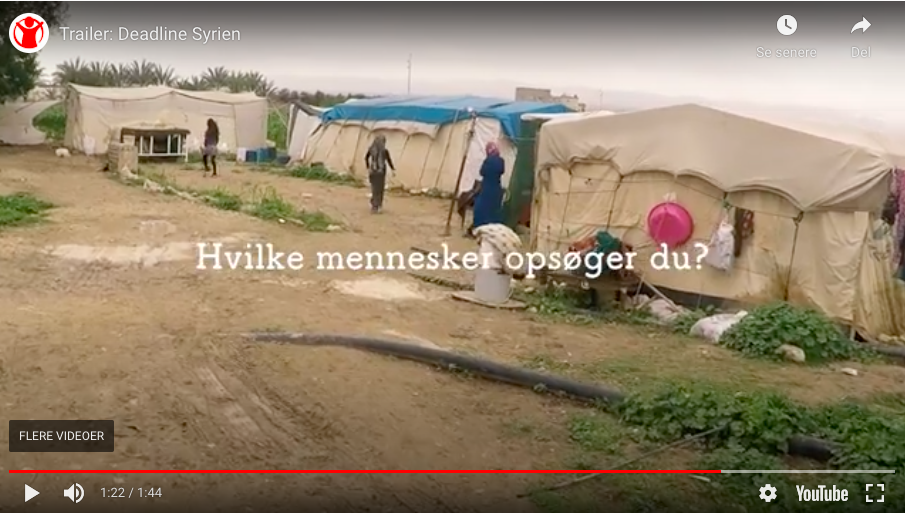 Trailer: Deadline Syrien
Se senere
Del
Hvilke mennesker opsøger du?
FLERE VIDEOER
1:22 / 1:44
YouTube